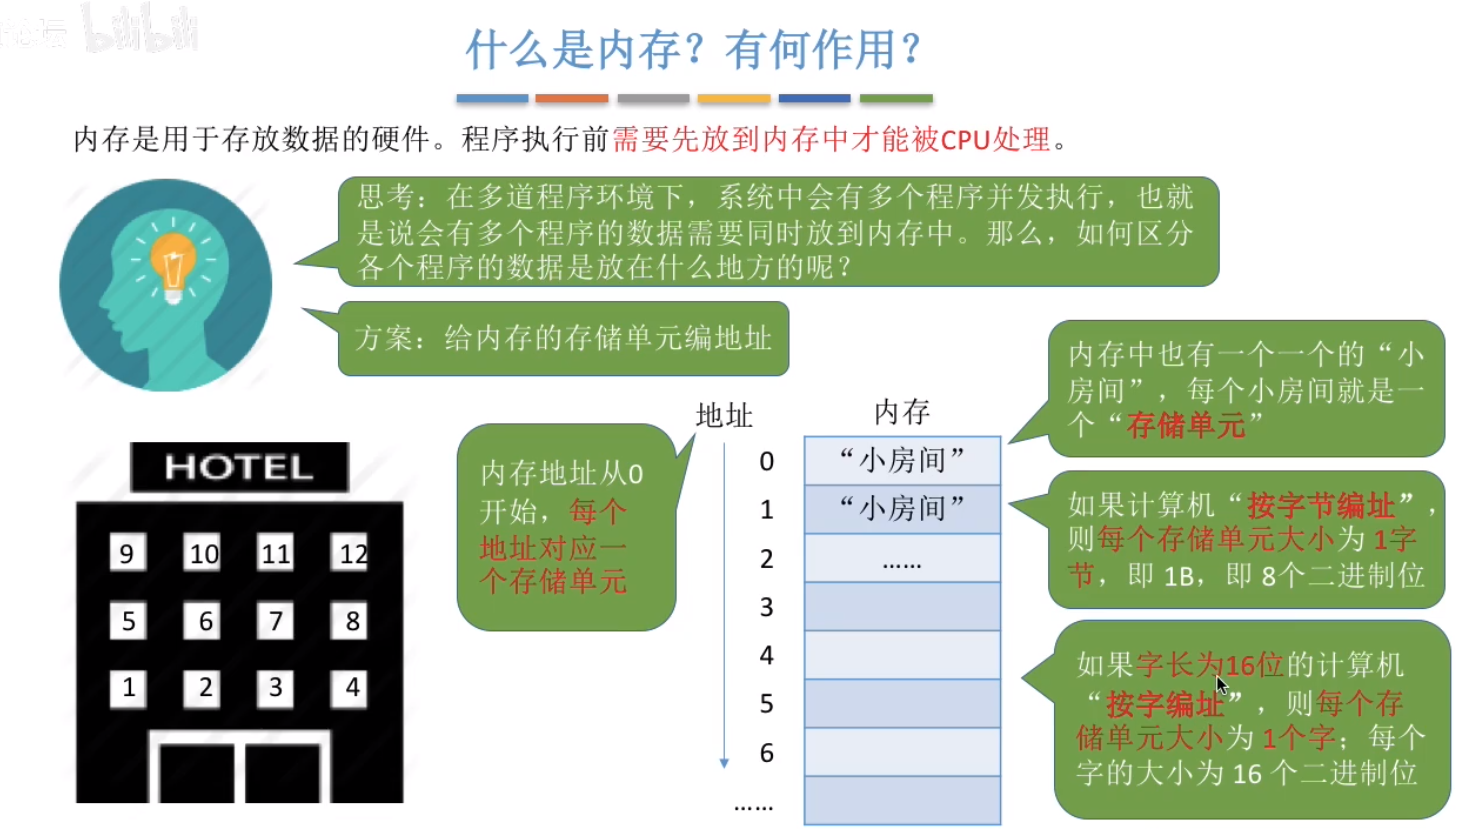 bilibili
什么是内存？有何作用？
内存是用于存放数据的硬件。程序执行前需要先放到内存中才能被CPU处理。
思考：在多道程序环境下，系统中会有多个程序并发执行，也就
是说会有多个程序的数据需要同时放到内存中。那么，如何区分
各个程序的数据是放在什么地方的呢？
方案：给内存的存储单元编地址
HOTEL
9 10 11 12
5 6 7 8
1 2 3 4
内存地址从0
开始，每个
地址对应一
个存储单元
地址
内存
0 “小房间”
1 “小房间”
2 ……
3
4
5
6
……
内存中也有一个一个的“小
房间”，每个小房间就是一
个“存储单元”
如果计算机“按字节编址”，
则每个存储单元大小为 1字
节，即 1B，即 8个二进制位
如果字长为16位的计算机
“按字编址”，则每个存
储单元大小为 1个字；每个
字的大小为 16 个二进制位